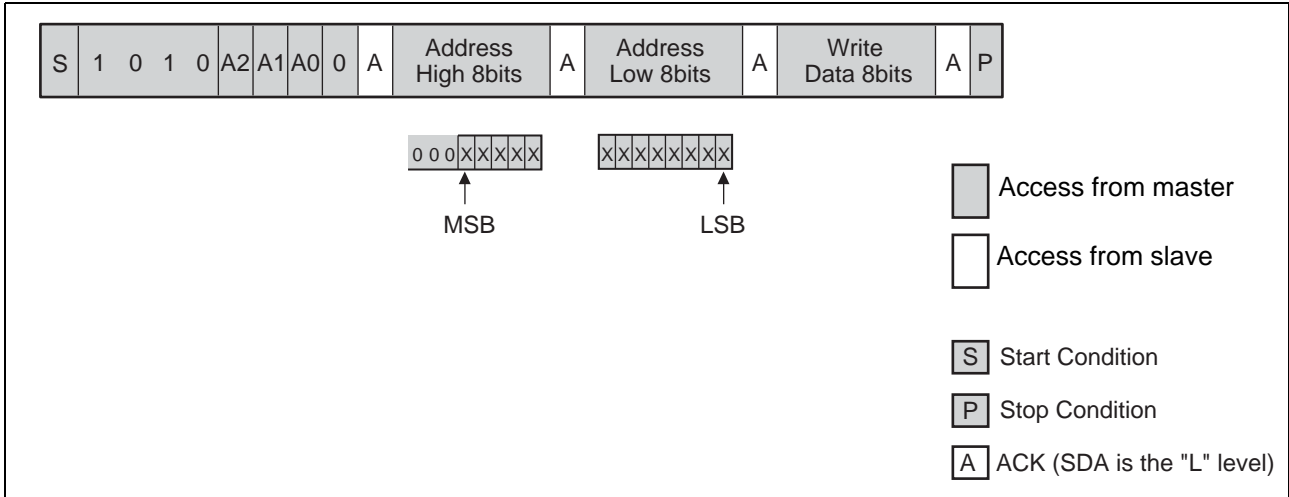 S 1 0 1 0 A2 A1 A0 0 A Address High 8bits A Address Low 8bits A Write Data 8bits A P
0 0 0 X X X X X X X X X X X X X
MSB LSB
Access from master
Access from slave
S Start Condition
P Stop Condition
A ACK (SDA is the "L" level)